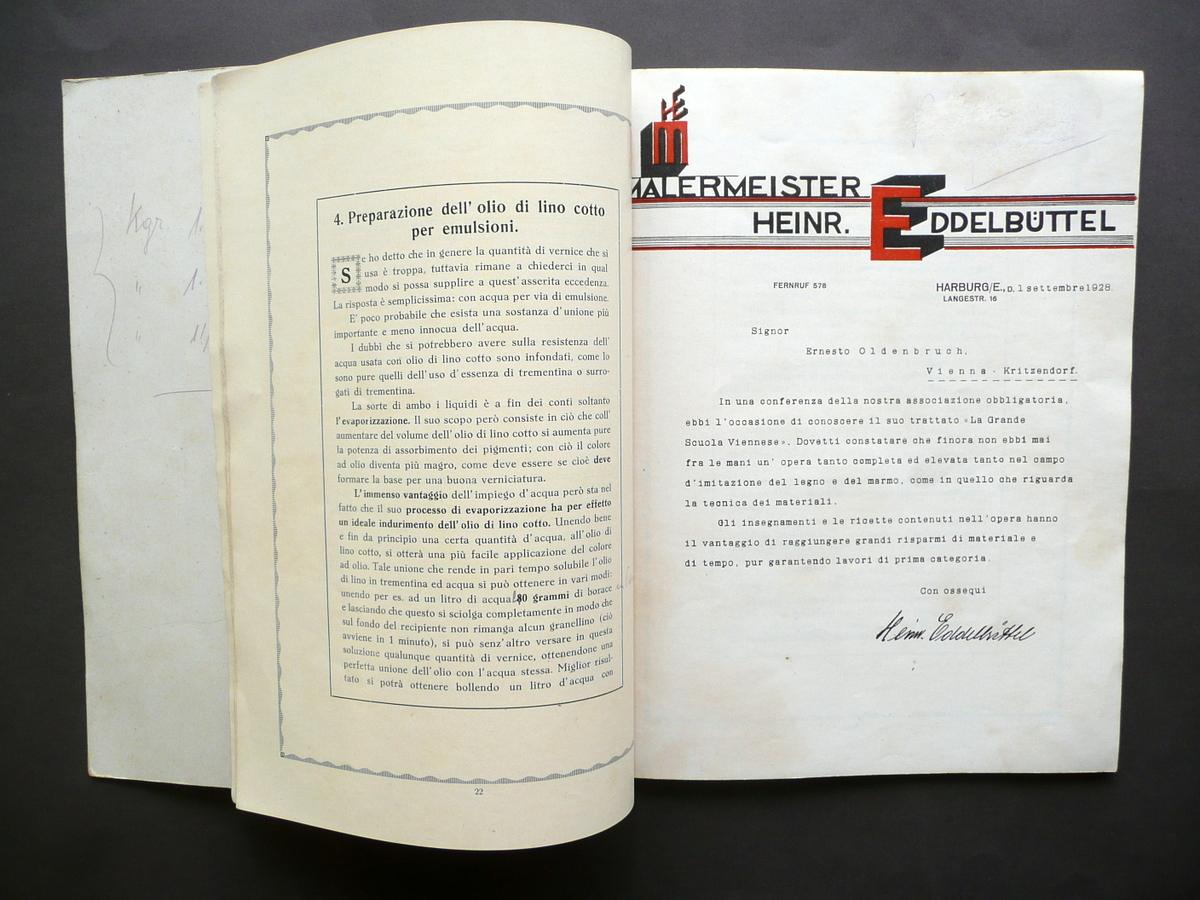 Kgr 1.
" 1.
"
4. Preparazione dell' olio di lino cotto
per emulsioni.
Se ho detto che in genere la quantità di vernice che si
usa è troppa, tuttavia rimane a chiederci in qual
modo si possa supplire a quest' asserita eccedenza.
La risposta è semplicissima: con acqua per via di emulsione.
E' poco probabile che esista una sostanza d'unione più
importante e meno innocua dell' acqua.
I dubbî che si potrebbero avere sulla resistenza dell'
acqua usata con olio di lino cotto sono infondati, come lo
sono pure quelli dell'uso d' essenza di trementina o surro-
gati di trementina.
La sorte di ambo i liquidi è a fin dei conti soltanto
l'evaporizzazione. Il suo scopo però consiste in ciò che coll'
aumentare del volume dell' olio di lino cotto si aumenta pure
la potenza di assorbimento dei pigmenti; con ciò il colore
ad olio diventa più magro, come deve essere se cioè deve
formare la base per una buona verniciatura.
L'immenso vantaggio dell'impiego d' acqua però sta nel
fatto che il suo processo di evaporizzazione ha per effetto
un ideale indurimento dell'olio di lino cotto. Unendo bene
e fin da principio una certa quantità d'acqua, all'olio di
lino cotto, si otterrà una più facile applicazione del colore
ad olio. Tale unione che rende in pari tempo solubile l'olio
di lino in trementina ed acqua si può ottenere in vari modi:
unendo per es. ad un litro di acqua 80 grammi di borace
e lasciando che questo si sciolga completamente in modo che
sul fondo del recipiente non rimanga alcun granellino (ciò
avviene in 1 minuto), si può senz'altro versare in questa
soluzione qualunque quantità di vernice, ottenendone una
perfetta unione dell'olio con l'acqua stessa. Miglior risul-
tato si potrà ottenere bollendo un litro d'acqua con
22
HE
m
MALERMEISTER
HEINR. EDDELBÜTTEL
FERNRUF 578
HARBURG/E., D. 1 settembre 1928.
LANGESTR. 16
Signor
Ernesto Oldenbruch,
Vienna - Kritzendorf.
In una conferenza della nostra associazione obbligatoria,
ebbi l'occasione di conoscere il suo trattato «La Grande
Scuola Viennese». Dovetti constatare che finora non ebbi mai
fra le mani un' opera tanto completa ed elevata tanto nel campo
d'imitazione del legno e del marmo, come in quello che riguarda
la tecnica dei materiali.
Gli insegnamenti e le ricette contenuti nell'opera hanno
il vantaggio di raggiungere grandi risparmi di materiale e
di tempo, pur garantendo lavori di prima categoria.
Con ossequi
Heinr. Eddelbüttel